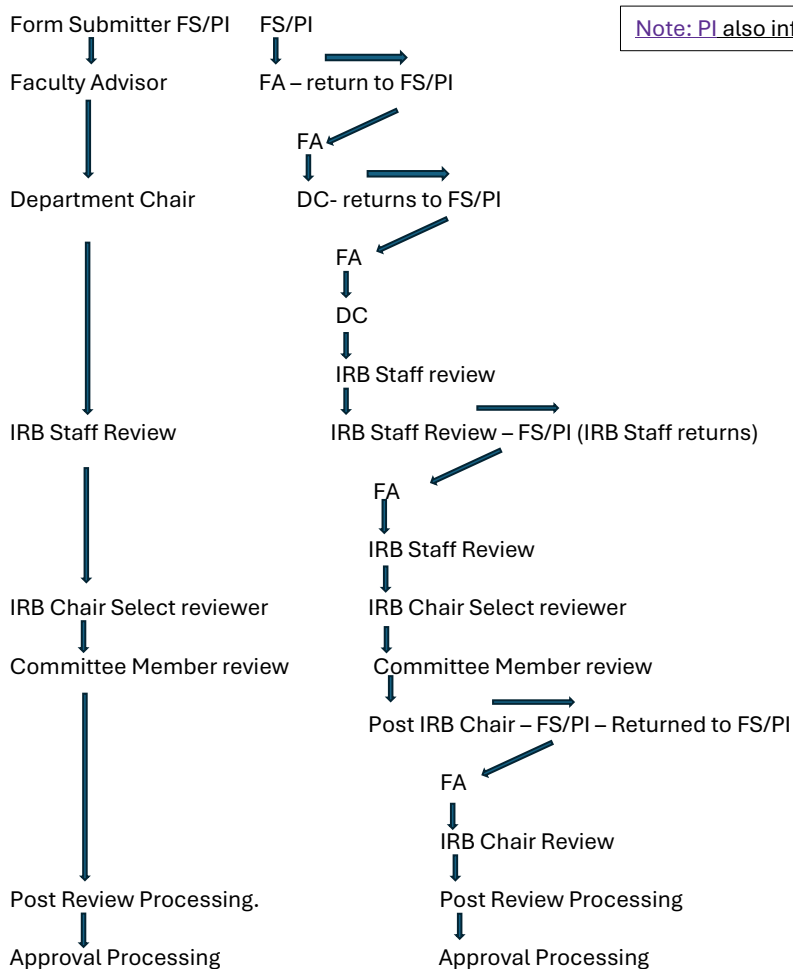 Form Submitter FS/PI FS/PI
Note: PI also
Faculty Advisor FA – return to FS/PI
FA
Department Chair DC- returns to FS/PI
FA
DC
IRB Staff review
IRB Staff Review IRB Staff Review – FS/PI (IRB Staff returns)
FA
IRB Staff Review
IRB Chair Select reviewer IRB Chair Select reviewer
Committee Member review Committee Member review
Post IRB Chair – FS/PI – Returned to FS/PI
FA
IRB Chair Review
Post Review Processing. Post Review Processing
Approval Processing Approval Processing